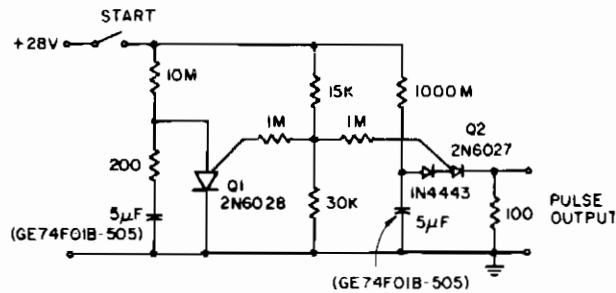 START
+28V
10M
15K
1000M
1M
1M
Q2
2N6027
200
Q1
2N6028
1N4443
PULSE
OUTPUT
5µF
30K
5µF
100
(GE74F01B-505)
(GE74F01B-505)